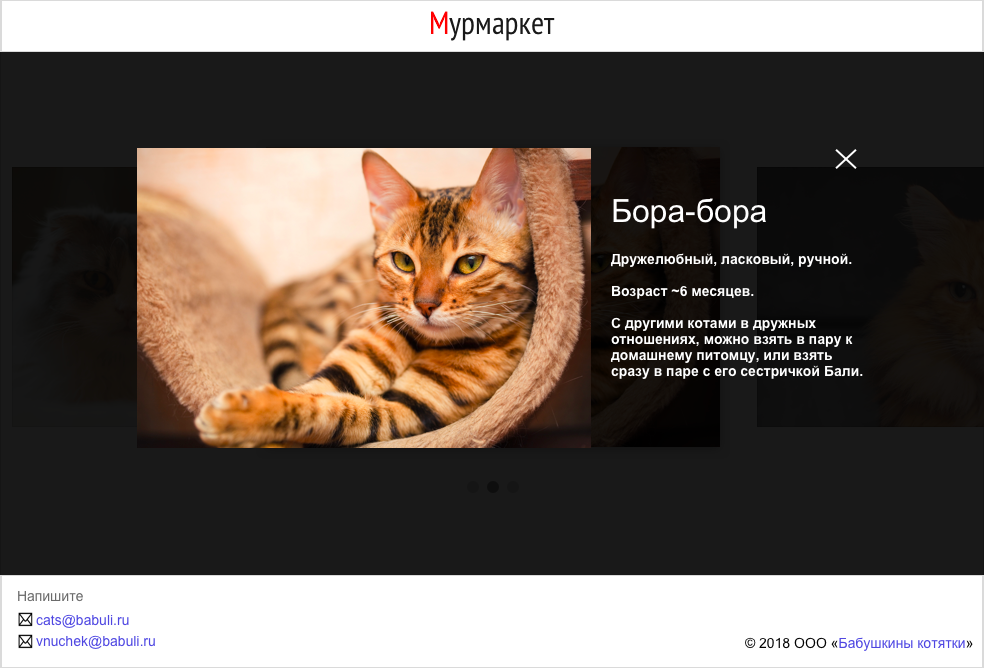 Мурмаркет
Бора-бора
Дружелюбный, ласковый, ручной.
Возраст ~6 месяцев.
С другими котами в дружных
отношениях, можно взять в пару к
домашнему питомцу, или взять
сразу в паре с его сестричкой Бали.
Напишите
cats@babuli.ru
vnuchek@babuli.ru
© 2018 ООО «Бабушкины котятки»